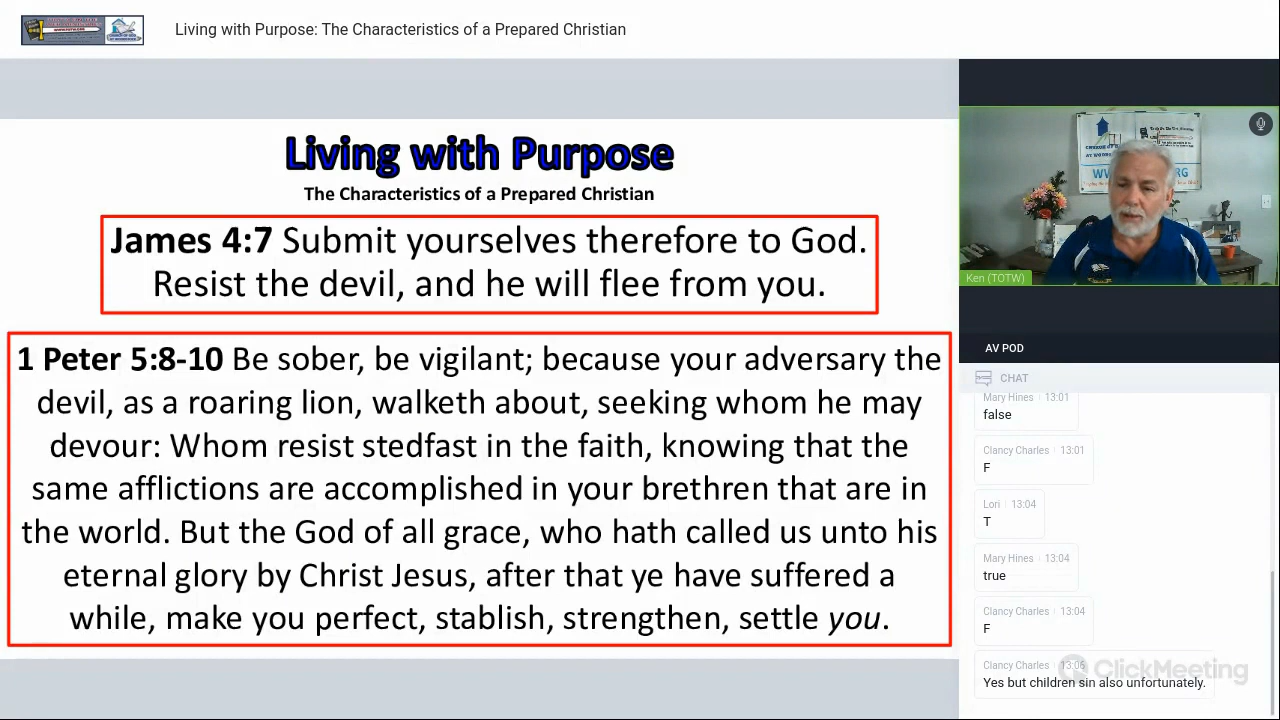 Living with Purpose: The Characteristics of a Prepared Christian
Living with Purpose
The Characteristics of a Prepared Christian
James 4:7 Submit yourselves therefore to God.
Resist the devil, and he will flee from you.
1 Peter 5:8-10 Be sober, be vigilant; because your adversary the
devil, as a roaring lion, walketh about, seeking whom he may
devour: Whom resist stedfast in the faith, knowing that the
same afflictions are accomplished in your brethren that are in
the world. But the God of all grace, who hath called us unto his
eternal glory by Christ Jesus, after that ye have suffered a
while, make you perfect, stablish, strengthen, settle you.
Ken (TOTW)
AV POD
CHAT
Mary Hines 13:01
false
Clancy Charles 13:01
F
Lori 13:04
T
Mary Hines 13:04
true
Clancy Charles 13:04
F
Clancy Charles 13:06
Yes but children sin also unfortunately.
ClickMeeting